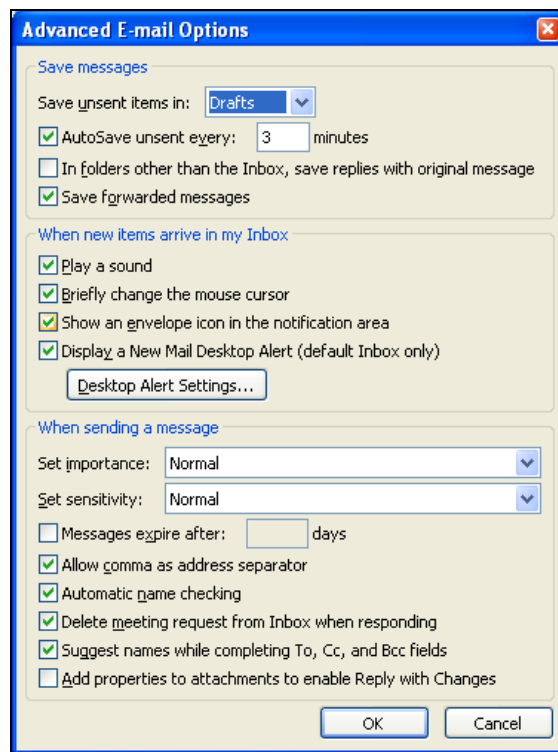 Advanced E-mail Options
Save messages
Save unsent items in: Drafts
AutoSave unsent every: 3 minutes
In folders other than the Inbox, save replies with original message
Save forwarded messages
When new items arrive in my Inbox
Play a sound
Briefly change the mouse cursor
Show an envelope icon in the notification area
Display a New Mail Desktop Alert (default Inbox only)
Desktop Alert Settings...
When sending a message
Set importance: Normal
Set sensitivity: Normal
Messages expire after: days
Allow comma as address separator
Automatic name checking
Delete meeting request from Inbox when responding
Suggest names while completing To, Cc, and Bcc fields
Add properties to attachments to enable Reply with Changes
OK Cancel